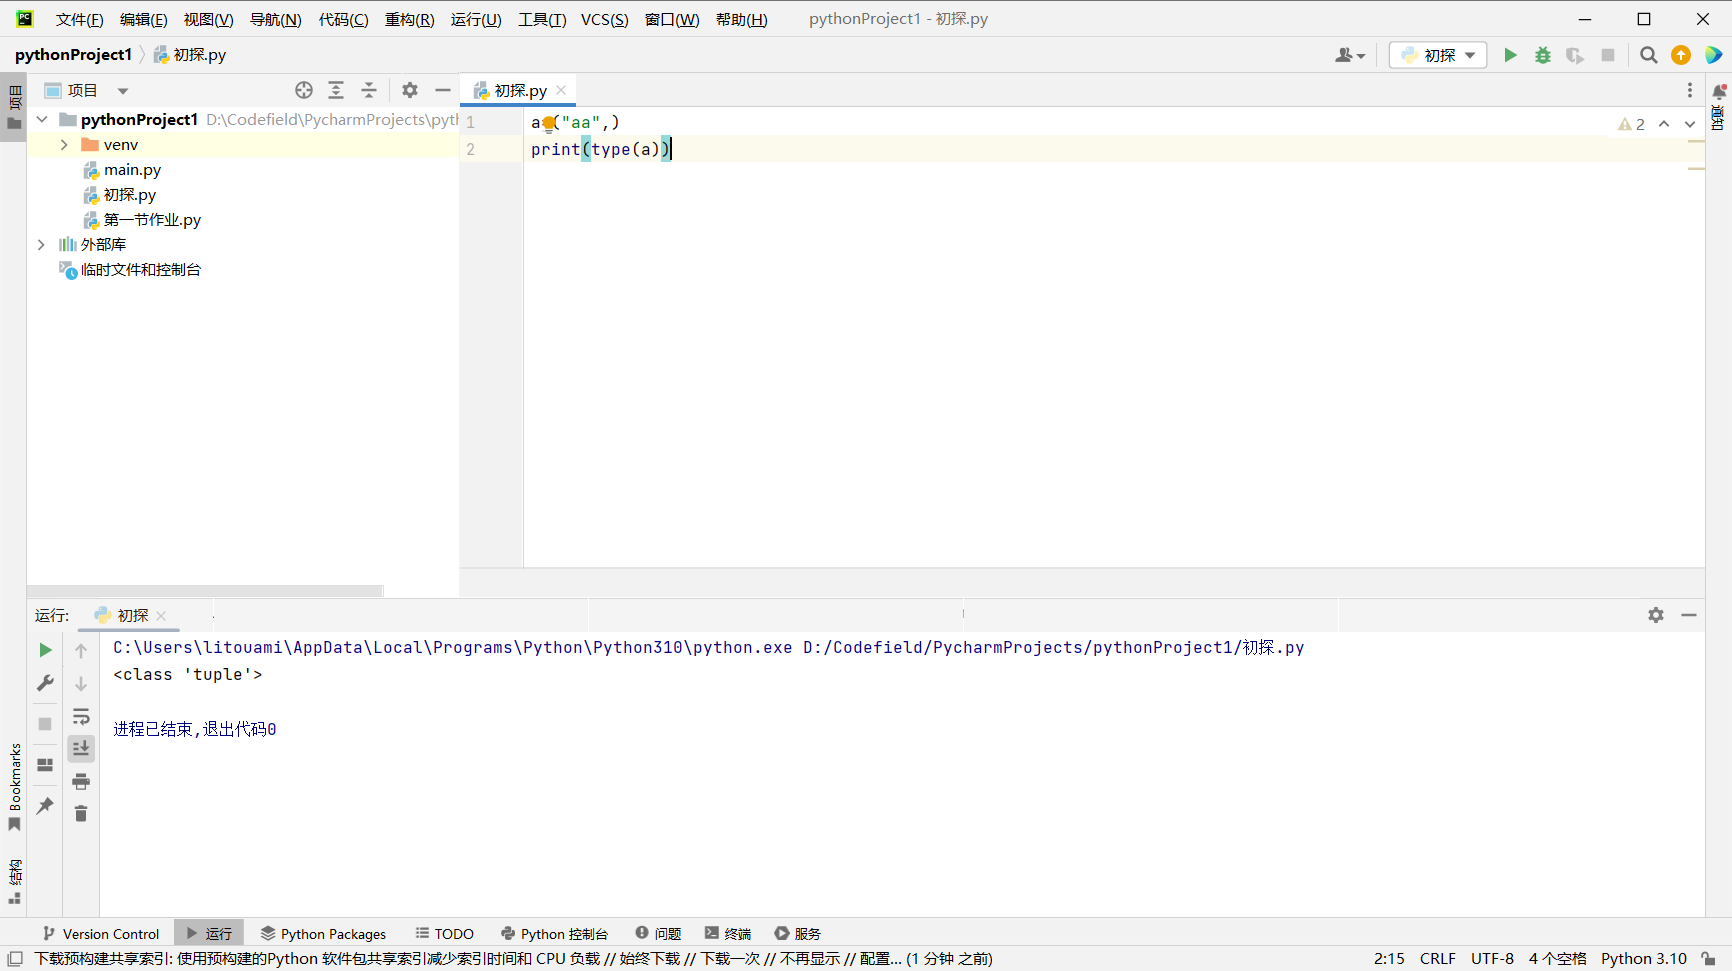 文件(F) 编辑(E) 视图(V) 导航(N) 代码(C) 重构(R) 运行(U) 工具(T) VCS(S) 窗口(W) 帮助(H) pythonProject1 - 初探.py
pythonProject1 初探.py 初探
项目 初探.py
项目
通知
pythonProject1 D:\Codefield\PycharmProjects\pyth
venv
main.py
初探.py
第一节作业.py
外部库
临时文件和控制台
1 a ("aa",) 2
2 print(type(a))
运行: 初探
C:\Users\litouami\AppData\Local\Programs\Python\Python310\python.exe D:/Codefield/PycharmProjects/pythonProject1/初探.py
<class 'tuple'>
进程已结束,退出代码0
Bookmarks
结构
Version Control 运行 Python Packages TODO Python 控制台 问题 终端 服务
下载预构建共享索引: 使用预构建的Python 软件包共享索引减少索引时间和 CPU 负载 // 始终下载 // 下载一次 // 不再显示 // 配置... (1 分钟 之前) 2:15 CRLF UTF-8 4 个空格 Python 3.10